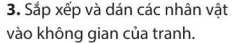 3. Sắp xếp và dán các nhân vật
vào không gian của tranh.